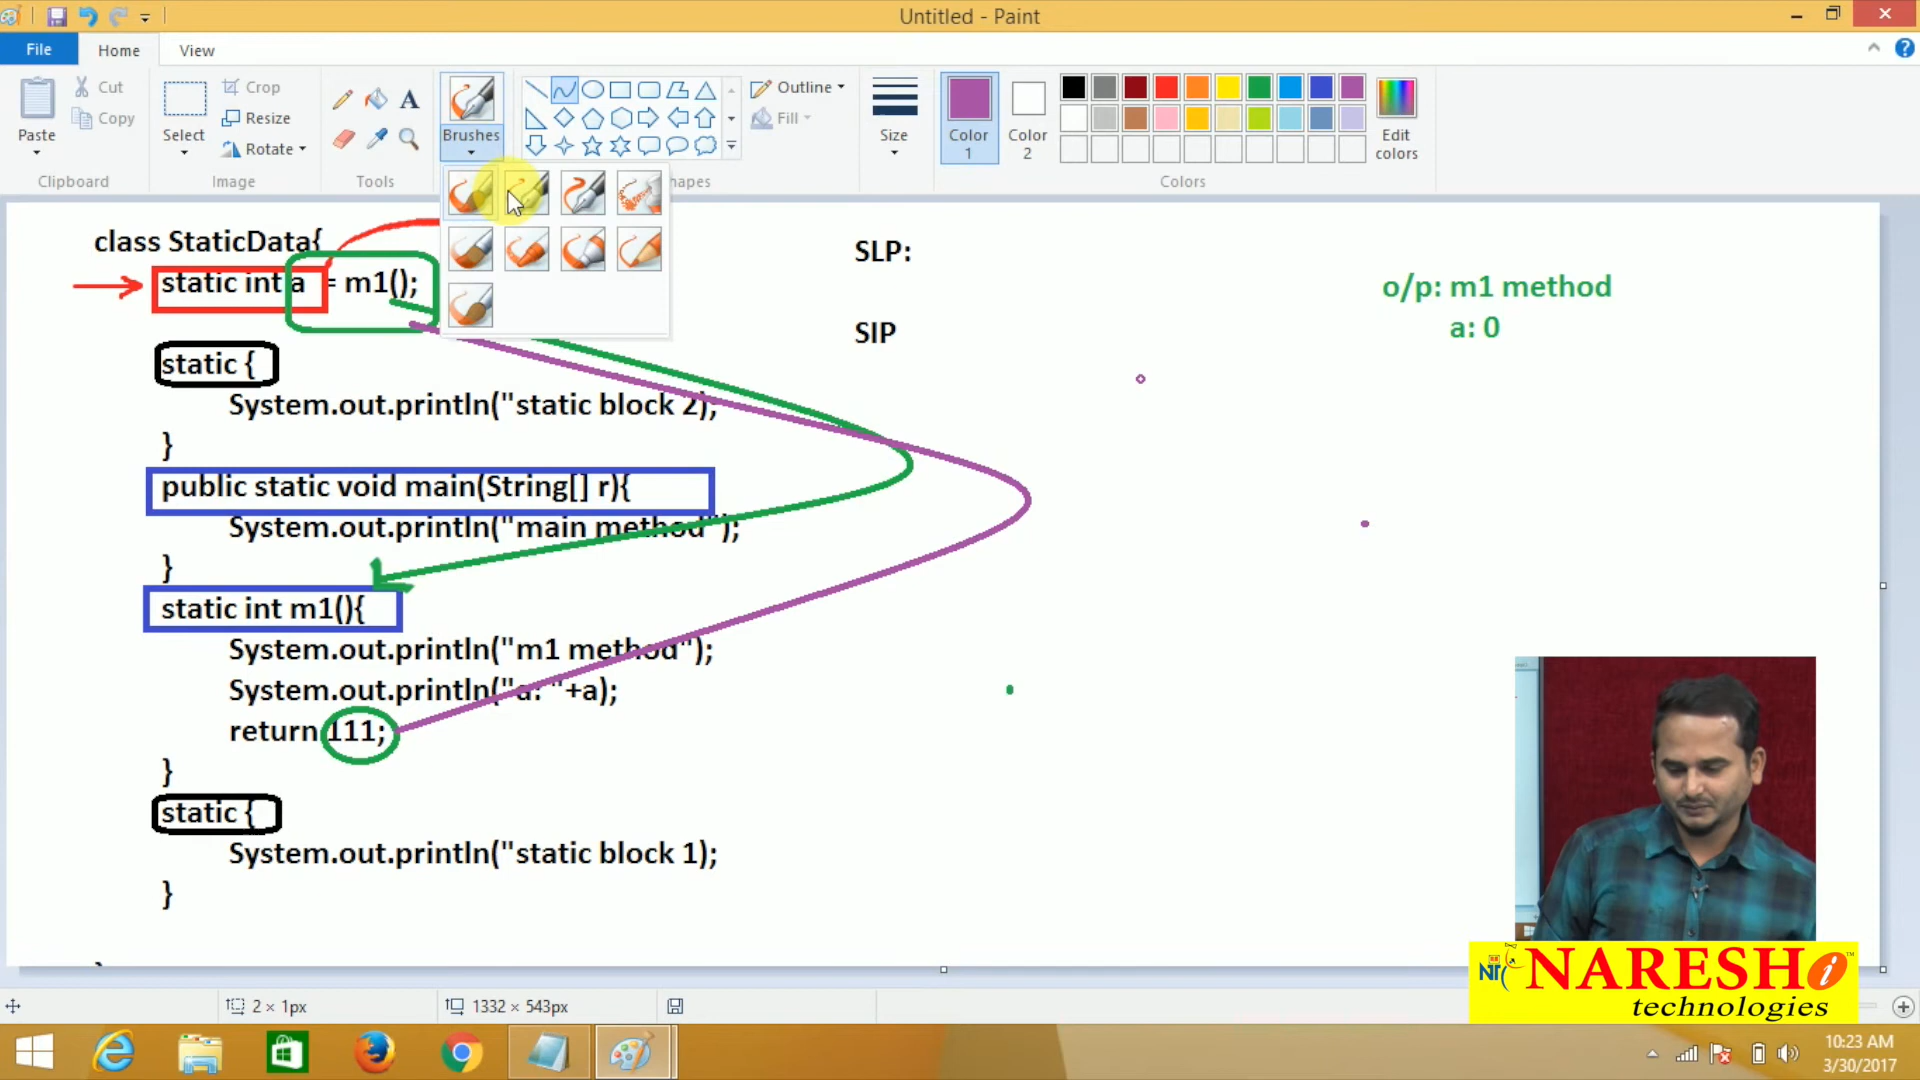 Untitled - Paint
File
Home
View
Paste
Cut
Copy
Clipboard
Select
Crop
Resize
Rotate
Image
A
Tools
Brushes
Outline
Fill
hapes
Size
Color
1
Color
2
Edit
colors
Colors
class StaticData{
static int a = m1();
static {
System.out.println("static block 2);
}
public static void main(String[] r){
System.out.println("main method");
}
static int m1(){
System.out.println("m1 method");
System.out.println("a: "+a);
return 111;
}
static {
System.out.println("static block 1);
}
SLP:
SIP
o/p: m1 method
a: 0
NARESH i
technologies
2 × 1px
1332 × 543px
10:23 AM
3/30/2017